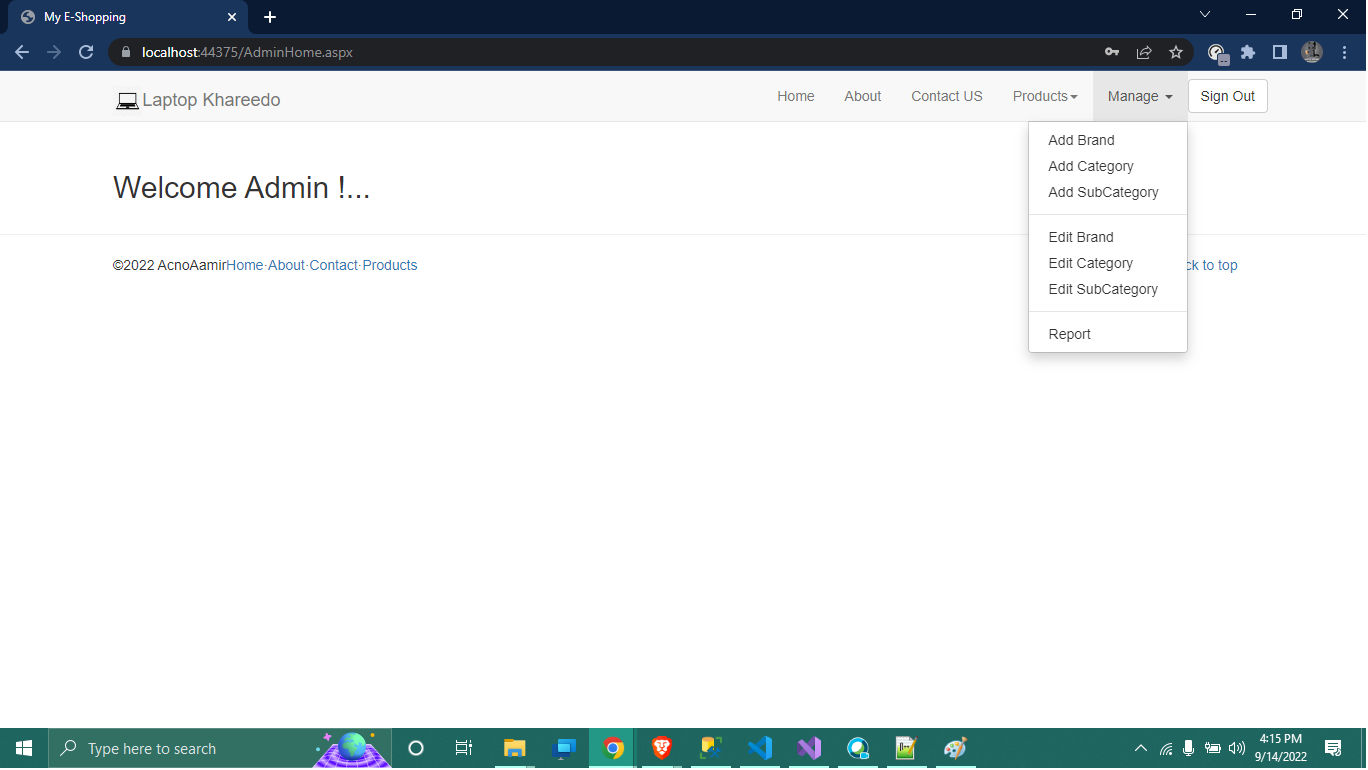 My E-Shopping
localhost:44375/AdminHome.aspx
Laptop Khareedo
Home
About
Contact US
Products
Manage
Sign Out
Add Brand
Add Category
Add SubCategory
Welcome Admin !...
Edit Brand
Edit Category
Edit SubCategory
©2022 AcnoAamirHome·About·Contact·Products
ck to top
Report
Type here to search
4:15 PM
9/14/2022